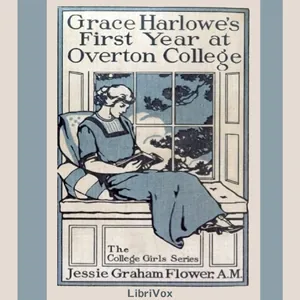 Grace Harlowe's
First Year at
Overton College
The
College Girls Series
Jessie Graham Flower, A.M.
LibriVox